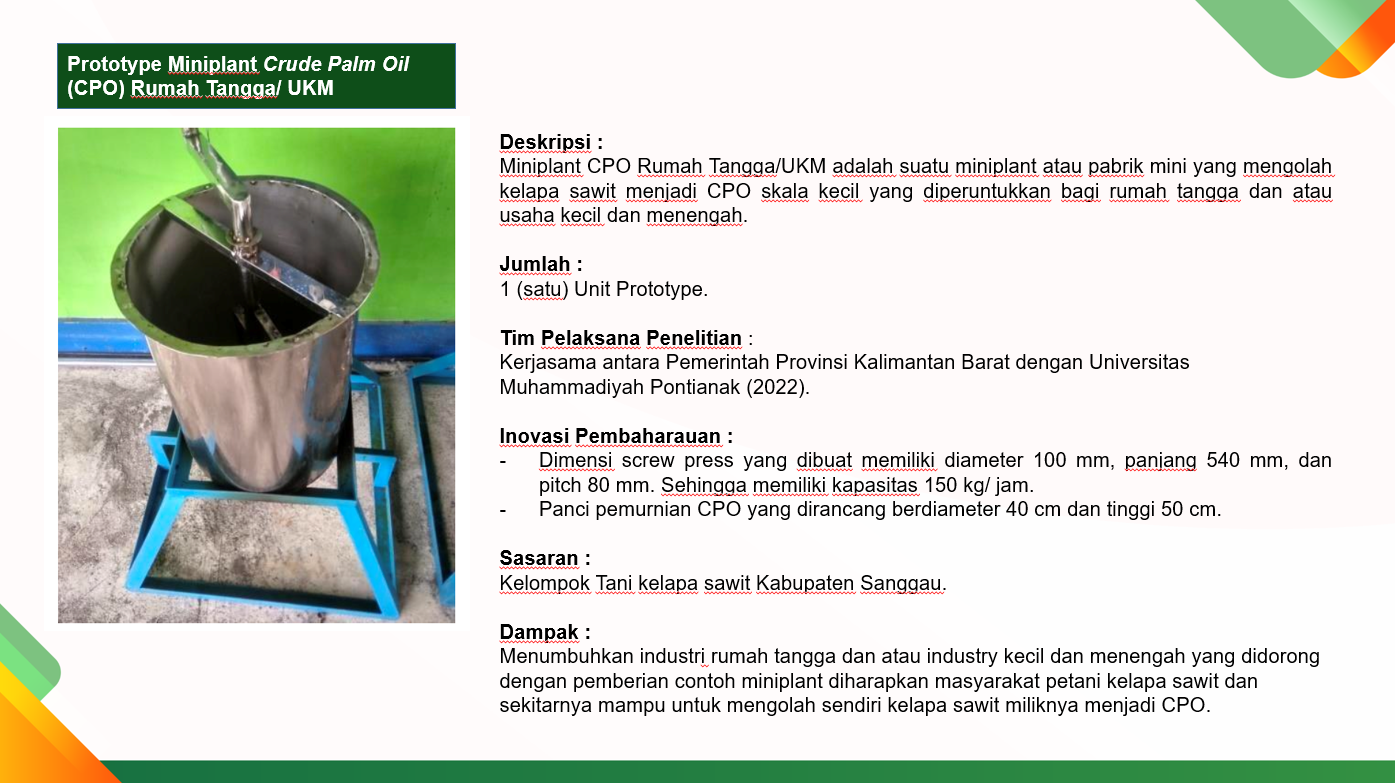 Prototype Miniplant Crude Palm Oil
(CPO) Rumah Tangga/ UKM
Deskripsi :
Miniplant CPO Rumah Tangga/UKM adalah suatu miniplant atau pabrik mini yang mengolah
kelapa sawit menjadi CPO skala kecil yang diperuntukkan bagi rumah tangga dan atau
usaha kecil dan menengah.
Jumlah :
1 (satu) Unit Prototype.
Tim Pelaksana Penelitian :
Kerjasama antara Pemerintah Provinsi Kalimantan Barat dengan Universitas
Muhammadiyah Pontianak (2022).
Inovasi Pembaharauan :
- Dimensi screw press yang dibuat memiliki diameter 100 mm, panjang 540 mm, dan
pitch 80 mm. Sehingga memiliki kapasitas 150 kg/ jam.
- Panci pemurnian CPO yang dirancang berdiameter 40 cm dan tinggi 50 cm.
Sasaran :
Kelompok Tani kelapa sawit Kabupaten Sanggau.
Dampak :
Menumbuhkan industri rumah tangga dan atau industry kecil dan menengah yang didorong
dengan pemberian contoh miniplant diharapkan masyarakat petani kelapa sawit dan
sekitarnya mampu untuk mengolah sendiri kelapa sawit miliknya menjadi CPO.